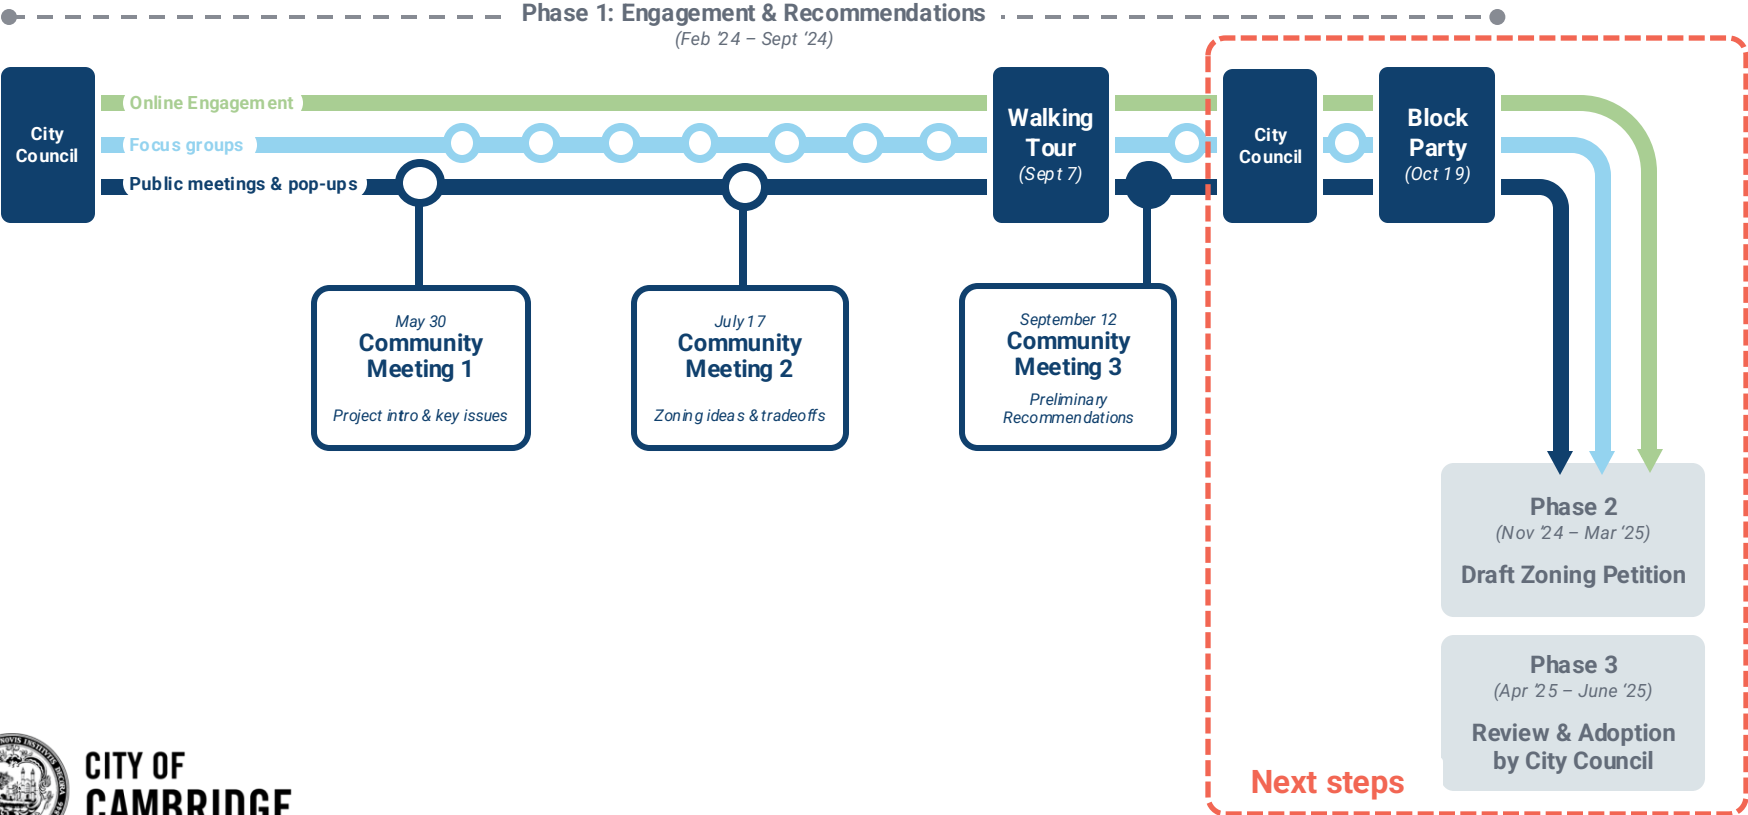 Phase 1: Engagement & Recommendations
(Feb ‘24 – Sept ‘24)
City
Council
Online Engagement
Focus groups
Public meetings & pop-ups
Walking
Tour
(Sept 7)
City
Council
Block
Party
(Oct 19)
May 30
Community
Meeting 1
Project intro & key issues
July 17
Community
Meeting 2
Zoning ideas & tradeoffs
September 12
Community
Meeting 3
Preliminary
Recommendations
Phase 2
(Nov ‘24 – Mar ‘25)
Draft Zoning Petition
Phase 3
(Apr ‘25 – June ‘25)
Review & Adoption
by City Council
Next steps
CITY OF
CAMBRIDGE